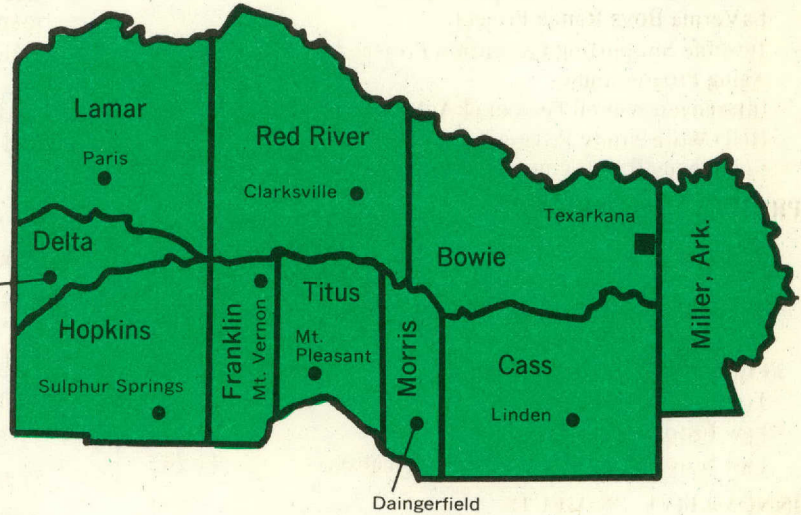 Lamar
Paris
Red River
Clarksville
Delta
Hopkins
Sulphur Springs
Franklin
Mt. Vernon
Titus
Mt.
Pleasant
Morris
Daingerfield
Bowie
Texarkana
Cass
Linden
Miller, Ark.